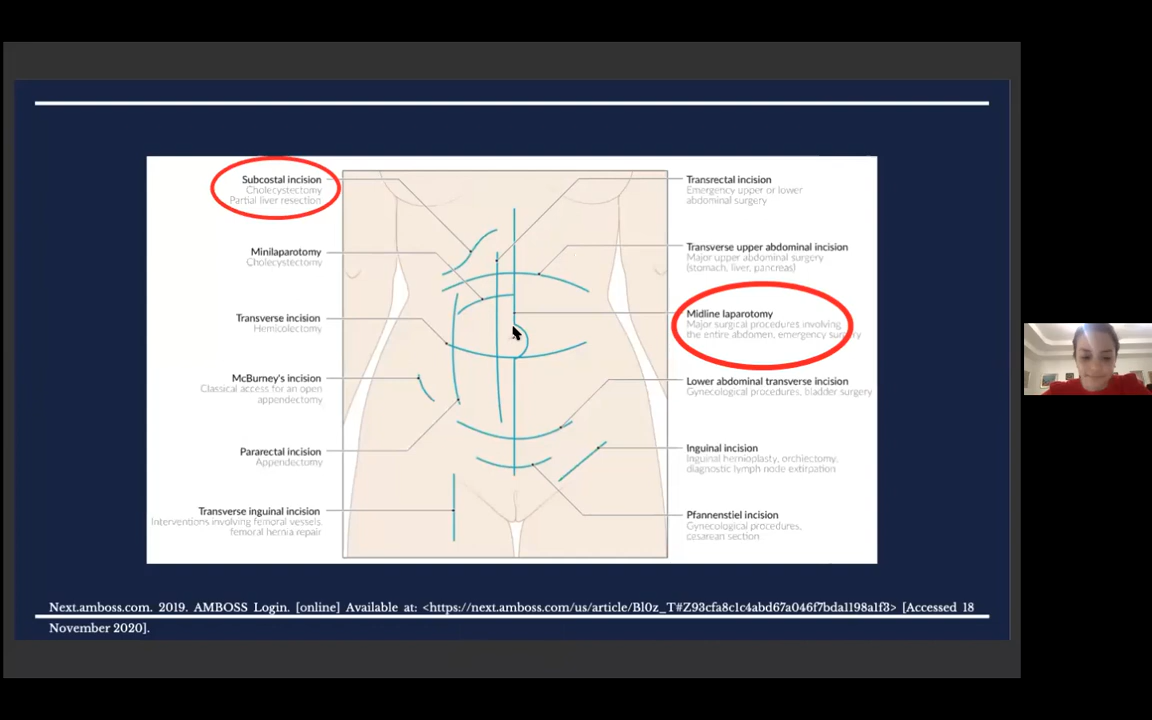 Subcostal incision
Cholecystectomy
Partial liver resection
Minilaparotomy
Cholecystectomy
Transverse incision
Hemicolectomy
McBurney's incision
Classical access for an open
appendectomy
Pararectal incision
Appendectomy
Transverse inguinal incision
Interventions involving femoral vessels,
femoral hernia repair
Transrectal incision
Emergency upper or lower
abdominal surgery
Transverse upper abdominal incision
Major upper abdominal surgery
(stomach, liver, pancreas)
Midline laparotomy
Major surgical procedures involving
the entire abdomen, emergency surgery
Lower abdominal transverse incision
Gynecological procedures, bladder surgery
Inguinal incision
Inguinal hernioplasty, orchiectomy,
diagnostic lymph node extirpation
Pfannenstiel incision
Gynecological procedures,
cesarean section
Next.amboss.com. 2019. AMBOSS Login. [online] Available at: <https://next.amboss.com/us/article/Bl0z_T#Z93cfa8c1c4abd67a046f7bda1198a1f3> [Accessed 18
November 2020].